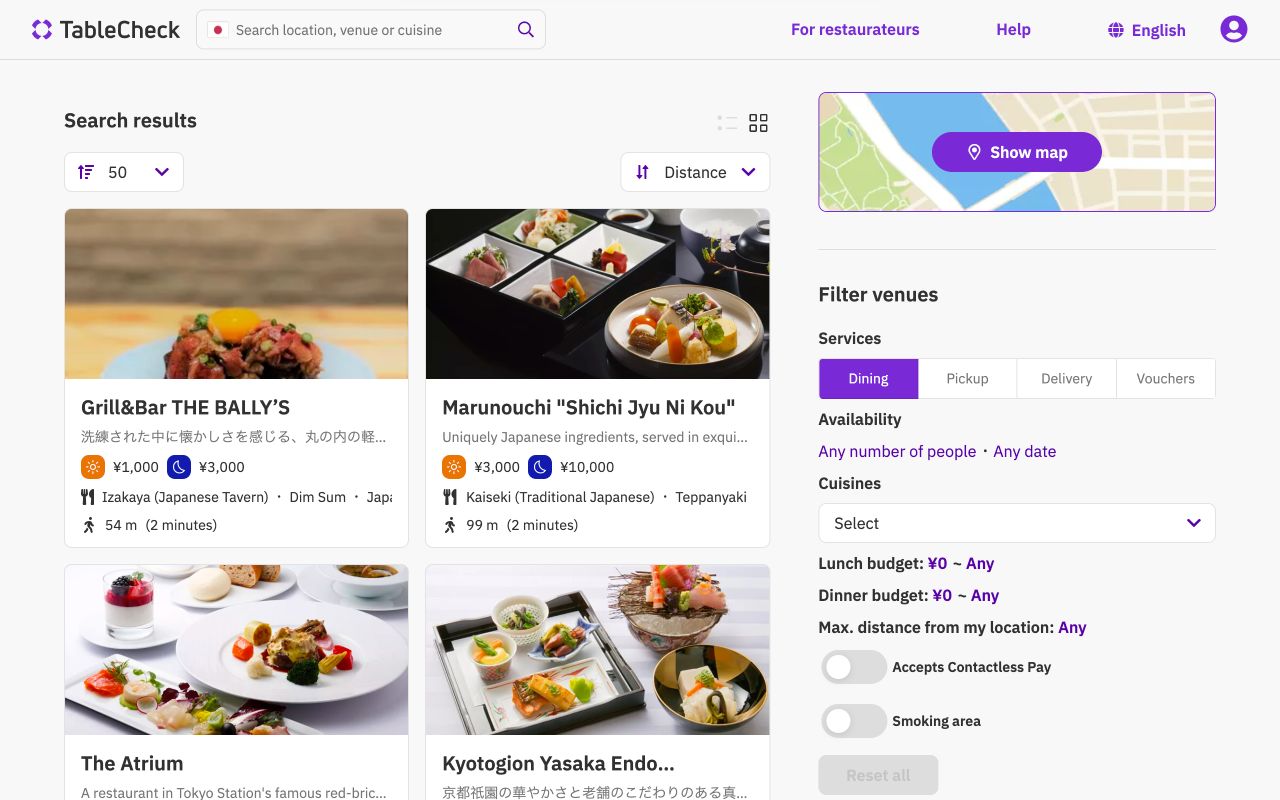 TableCheck
Search location, venue or cuisine
For restaurateurs
Help
English
Search results
50
Distance
Grill&Bar THE BALLY’S
洗練された中に懐かしさを感じる、丸の内の軽...
¥1,000
¥3,000
Izakaya (Japanese Tavern) · Dim Sum · Japa
54 m (2 minutes)
Marunouchi "Shichi Jyu Ni Kou"
Uniquely Japanese ingredients, served in exqui...
¥3,000
¥10,000
Kaiseki (Traditional Japanese) · Teppanyaki
99 m (2 minutes)
The Atrium
A restaurant in Tokyo Station's famous red-bric...
Kyotogion Yasaka Endo...
京都祇園の華やかさと老舗のこだわりのある真...
Show map
Filter venues
Services
Dining
Pickup
Delivery
Vouchers
Availability
Any number of people · Any date
Cuisines
Select
Lunch budget: ¥0 ~ Any
Dinner budget: ¥0 ~ Any
Max. distance from my location: Any
Accepts Contactless Pay
Smoking area
Reset all